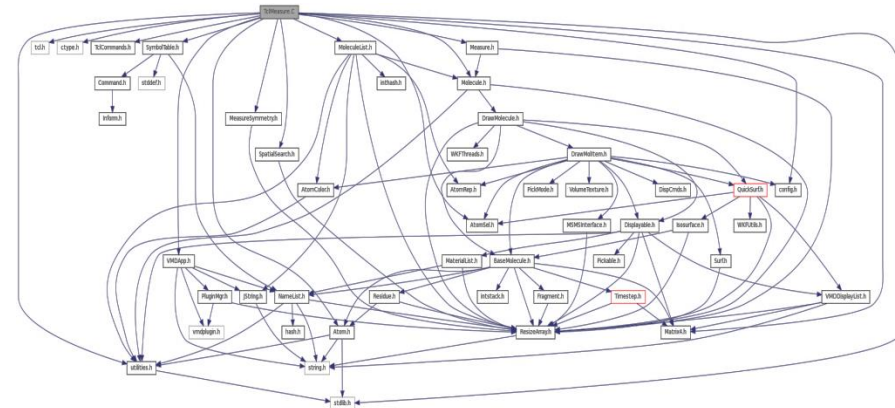 TclMeasure.C
tcl.h
ctype.h
TclCommands.h
SymbolTable.h
MoleculeList.h
Measure.h
Command.h
stddef.h
inthash.h
Molecule.h
Inform.h
MeasureSymmetry.h
DrawMolecule.h
SpatialSearch.h
WKFThreads.h
DrawMolItem.h
AtomColor.h
AtomRep.h
PickMode.h
VolumeTexture.h
DispCmds.h
QuickSurf.h
config.h
AtomSel.h
MSMSInterface.h
Displayable.h
Isosurface.h
WKFUtils.h
VMDApp.h
MaterialList.h
BaseMolecule.h
Pickable.h
Surf.h
PluginMgr.h
JString.h
NameList.h
Residue.h
Intstack.h
Fragment.h
Timestep.h
VMDDisplayList.h
vmdplugin.h
hash.h
Atom.h
ResizeArray.h
Matrix4.h
utilities.h
string.h
stdlib.h